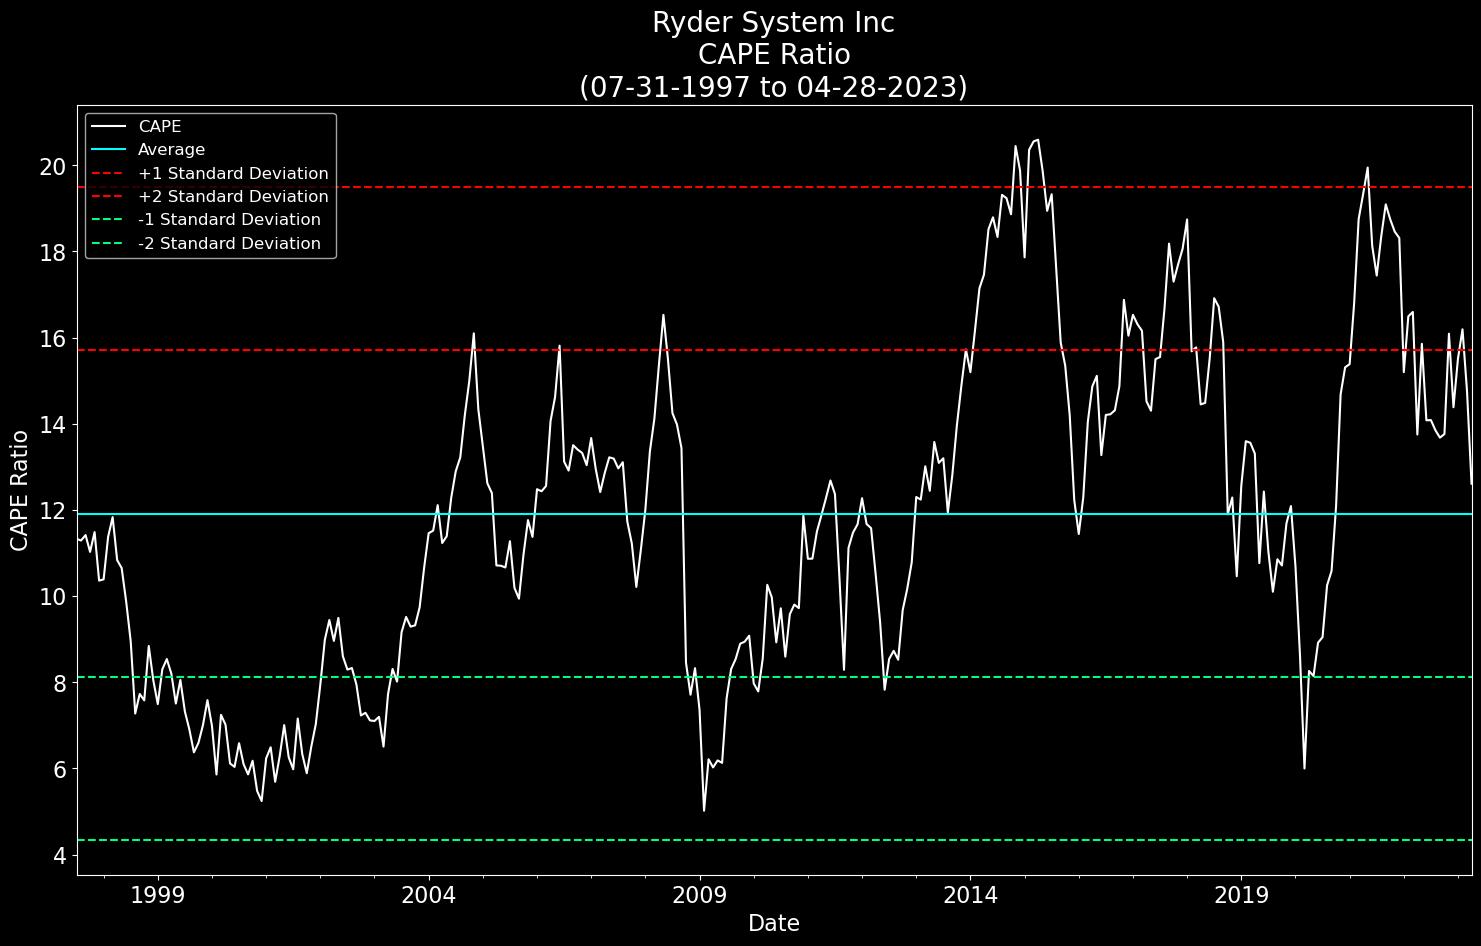 Ryder System Inc
CAPE Ratio
(07-31-1997 to 04-28-2023)
CAPE
Average
+1 Standard Deviation
+2 Standard Deviation
-1 Standard Deviation
-2 Standard Deviation
CAPE Ratio
20
18
16
14
12
10
8
6
4
1999
2004
2009
2014
2019
Date